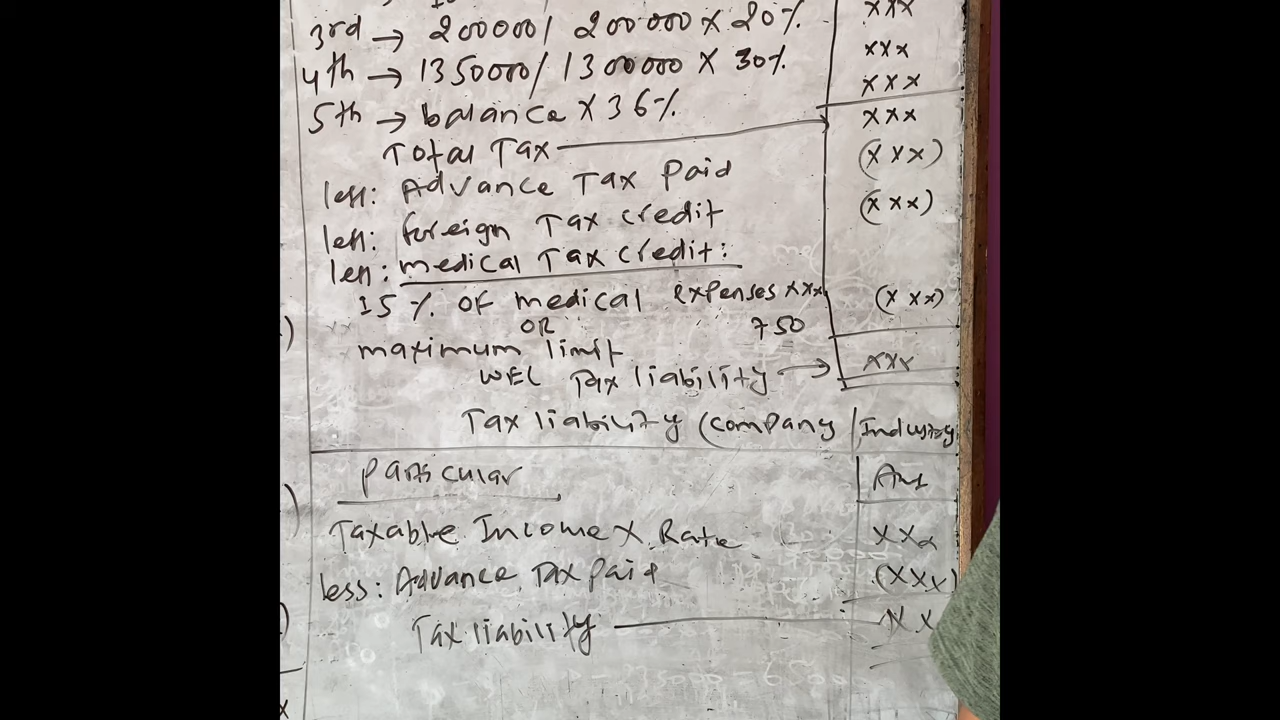 3rd → 200000/ 200000 X 20% XXX
4th → 1350000/ 1300000 X 30% XXX
5th → balance X 36% XXX
Total Tax XXX
less: Advance Tax Paid (XXX)
less: foreign Tax credit (XXX)
less: medical Tax credit:
15% OF medical expenses XXX (XXX)
OR 750
maximum limit
Tax liability → XXX
Tax liability (company / Industry
Particular Amt
Taxable Income X Rate XXX
less: Advance Tax paid (XXX)
Tax liability XX